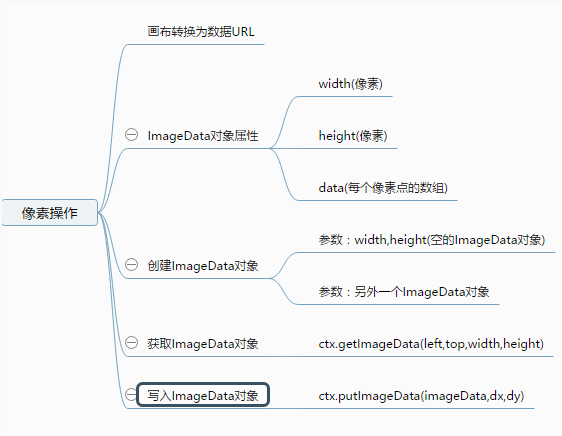 画布转换为数据URL
width(像素)
ImageData对象属性
height(像素)
data(每个像素点的数组)
像素操作
参数：width,height(空的ImageData对象)
创建ImageData对象
参数：另外一个ImageData对象
获取ImageData对象
ctx.getImageData(left,top,width,height)
写入ImageData对象
ctx.putImageData(imageData,dx,dy)